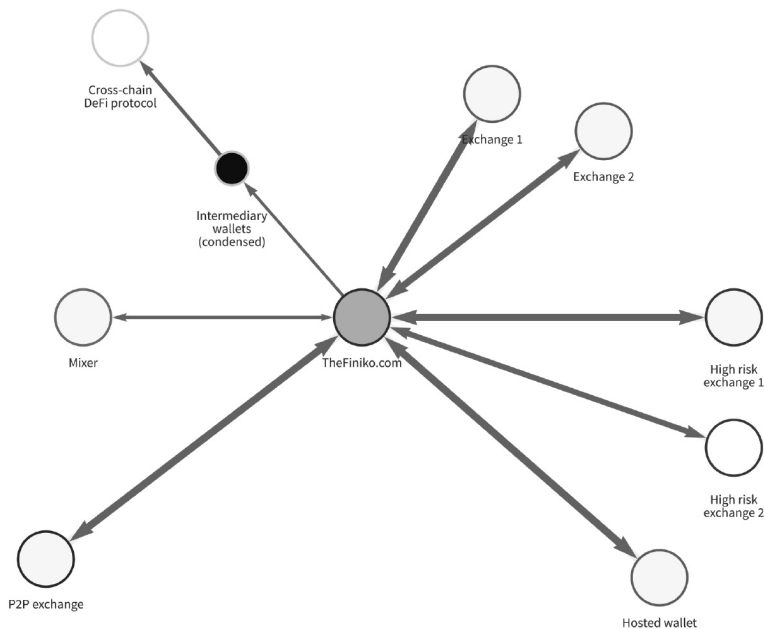 Cross-chain
DeFi protocol
Exchange 1
Exchange 2
Intermediary
wallets
(condensed)
Mixer
TheFiniko.com
High risk
exchange 1
High risk
exchange 2
P2P exchange
Hosted wallet